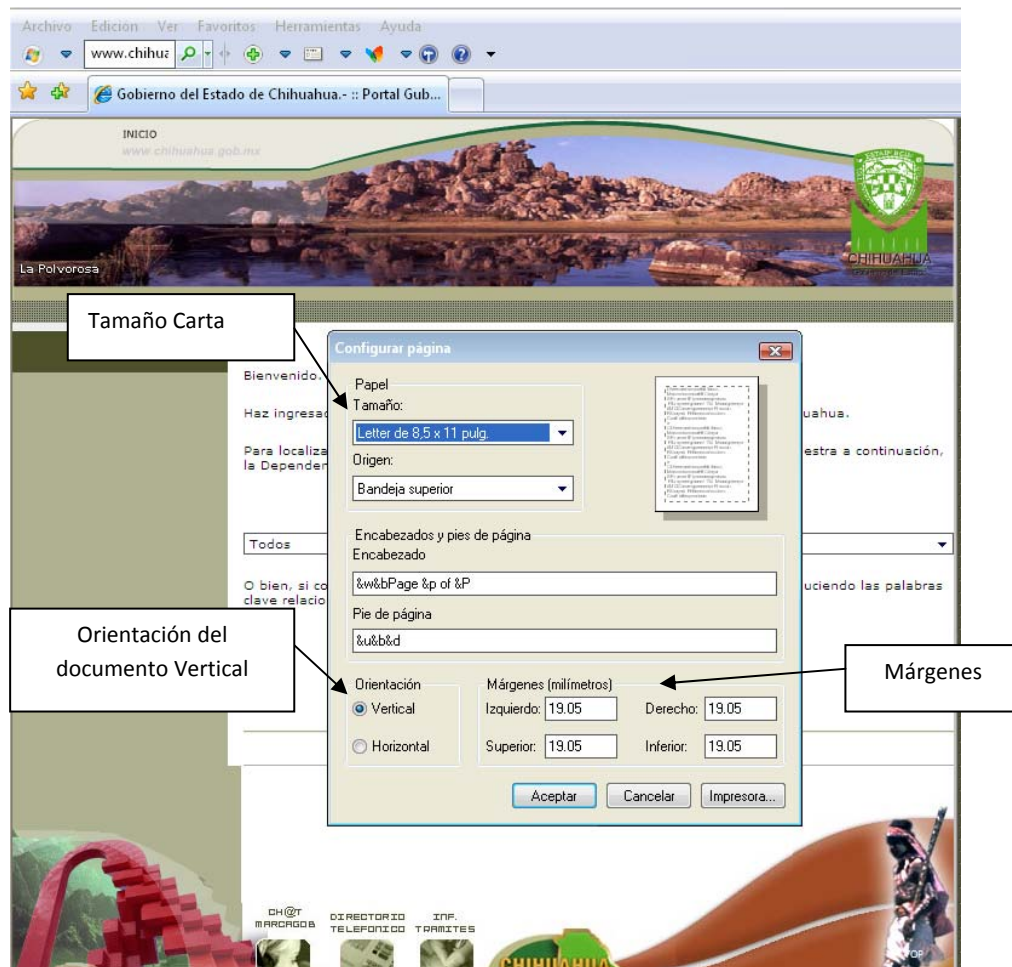 Archivo Edición Ver Favoritos Herramientas Ayuda
www.chihua
Gobierno del Estado de Chihuahua.- :: Portal Gub...
INICIO
www.chihuahua.gob.mx
La Polvorosa
CHIHUAHUA
Tamaño Carta
Configurar página
Bienvenido.
Papel
Tamaño:
Haz ingresad
uahua.
Letter de 8,5 x 11 pulg.
Para localiza
estra a continuación,
Origen:
la Dependen
Bandeja superior
Encabezados y pies de página
Todos
Encabezado
O bien, si co
&w&bPage &p of &P
uciendo las palabras
clave relacio
Pie de página
&u&b&d
Orientación del
documento Vertical
Márgenes
Orientación
Márgenes (milímetros)
Vertical
Izquierdo: 19.05
Derecho: 19.05
Horizontal
Superior: 19.05
Inferior: 19.05
Aceptar
Cancelar
Impresora...
CH@T
MARCAGOB
DIRECTORIO
TELEFONICO
INF.
TRAMITES
CHIHUAHUA